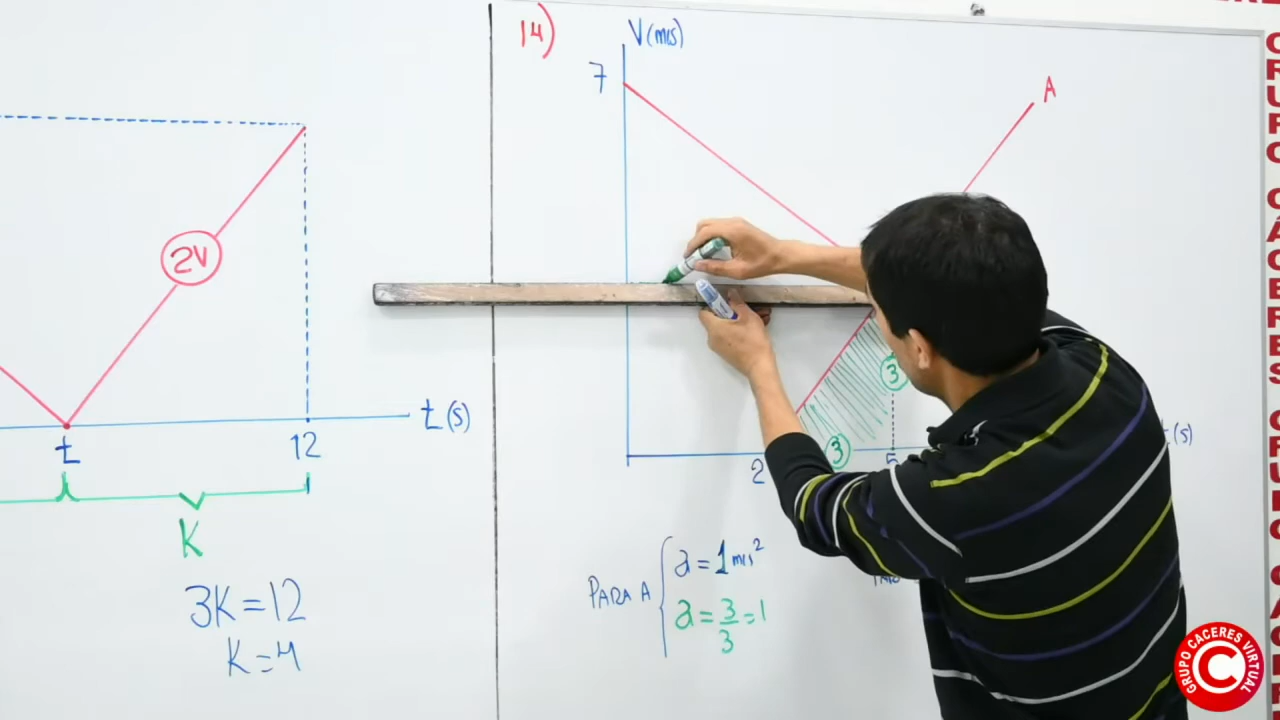 2V
t
12
t(s)
K
3K=12
K=4
14)
V(m/s)
7
A
3
3
2
5
(s)
PARA A
a=1m/s²
a=3/3=1
GRUPO CACERES VIRTUAL
C